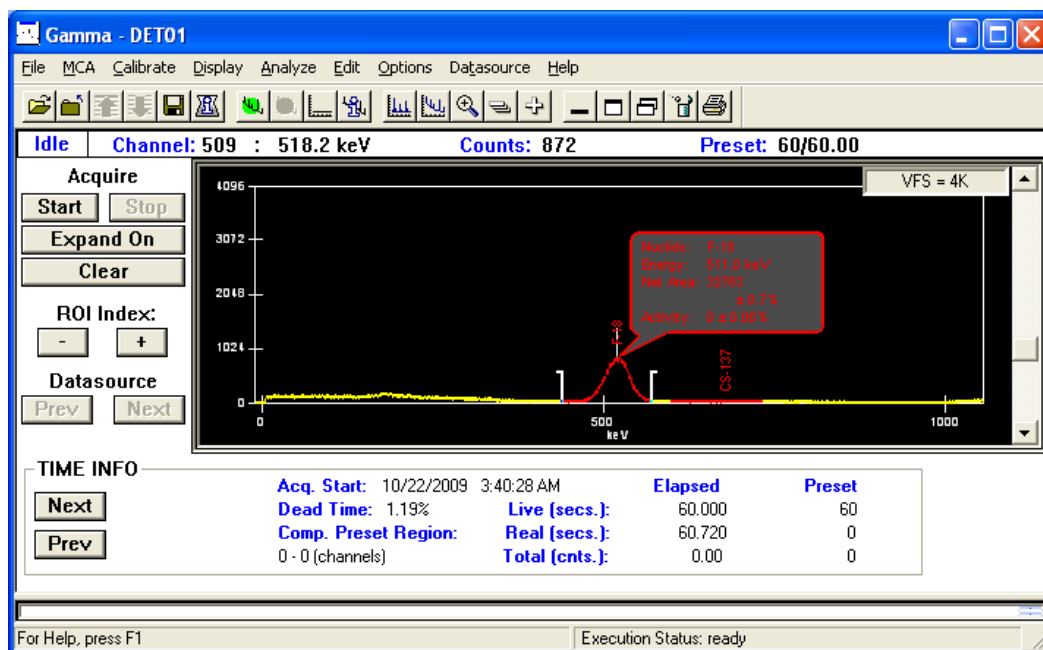 Gamma - DET01
File MCA Calibrate Display Analyze Edit Options Datasource Help
Idle Channel: 509 : 518.2 keV Counts: 872 Preset: 60/60.00
Acquire
Start Stop
Expand On
Clear
ROI Index:
- +
Datasource
Prev Next
VFS = 4K
4096
3072
2048
1024
0
Nuclide: F-18
Energy: 511.0 keV
Net Area: 32763
± 0.7%
Activity: 0 ± 0.00%
F-18
CS-137
0 500 1000
keV
TIME INFO
Next
Prev
Acq. Start: 10/22/2009 3:40:28 AM Elapsed Preset
Dead Time: 1.19% Live (secs.): 60.000 60
Comp. Preset Region: Real (secs.): 60.720 0
0 - 0 (channels) Total (cnts.): 0.00 0
For Help, press F1 Execution Status: ready